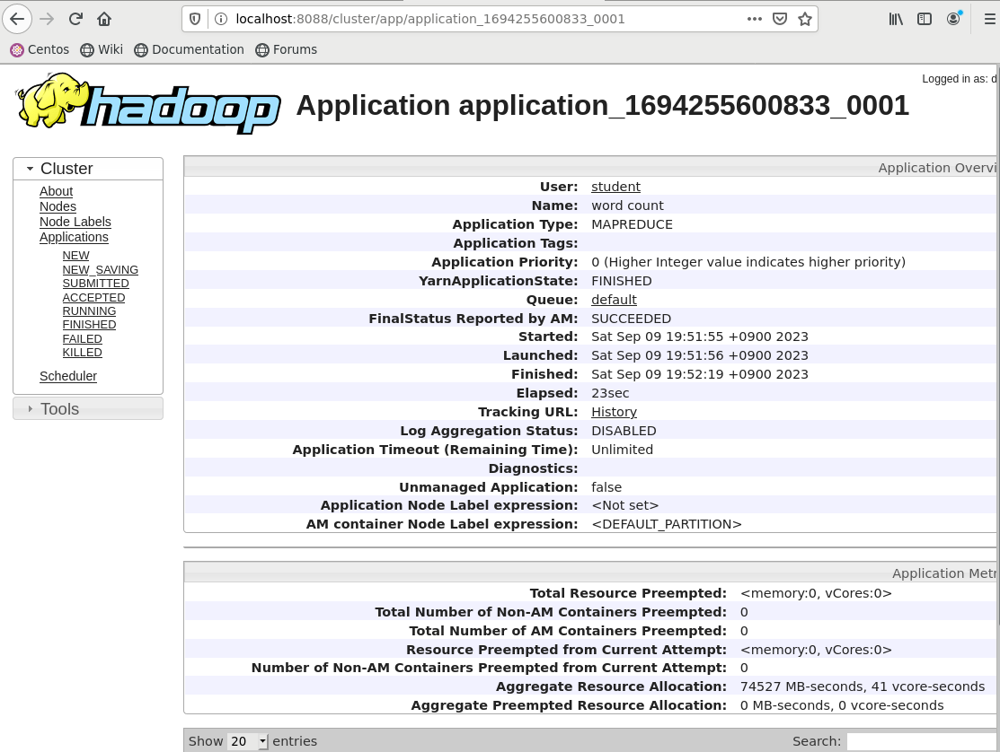 localhost:8088/cluster/app/application_1694255600833_0001
Centos Wiki Documentation Forums
Logged in as: d
hadoop
Application application_1694255600833_0001
Cluster
About
Nodes
Node Labels
Applications
NEW
NEW_SAVING
SUBMITTED
ACCEPTED
RUNNING
FINISHED
FAILED
KILLED
Scheduler
Tools
Application Overvi
User: student
Name: word count
Application Type: MAPREDUCE
Application Tags:
Application Priority: 0 (Higher Integer value indicates higher priority)
YarnApplicationState: FINISHED
Queue: default
FinalStatus Reported by AM: SUCCEEDED
Started: Sat Sep 09 19:51:55 +0900 2023
Launched: Sat Sep 09 19:51:56 +0900 2023
Finished: Sat Sep 09 19:52:19 +0900 2023
Elapsed: 23sec
Tracking URL: History
Log Aggregation Status: DISABLED
Application Timeout (Remaining Time): Unlimited
Diagnostics:
Unmanaged Application: false
Application Node Label expression: <Not set>
AM container Node Label expression: <DEFAULT_PARTITION>
Application Metr
Total Resource Preempted: <memory:0, vCores:0>
Total Number of Non-AM Containers Preempted: 0
Total Number of AM Containers Preempted: 0
Resource Preempted from Current Attempt: <memory:0, vCores:0>
Number of Non-AM Containers Preempted from Current Attempt: 0
Aggregate Resource Allocation: 74527 MB-seconds, 41 vcore-seconds
Aggregate Preempted Resource Allocation: 0 MB-seconds, 0 vcore-seconds
Show 20 entries Search: